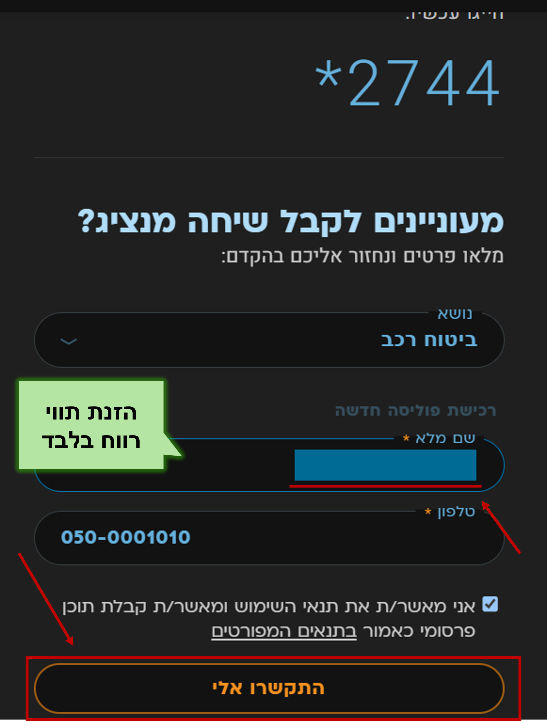 חייגו עכשיו:
*2744
מעוניינים לקבל שיחה מנציג?
מלאו פרטים ונחזור אליכם בהקדם:
נושא
ביטוח רכב
רכישת פוליסה חדשה
הזנת תווי
רווח בלבד
שם מלא *
טלפון *
050-0001010
אני מאשר/ת את תנאי השימוש ומאשר/ת קבלת תוכן
פרסומי כאמור בתנאים המפורטים
התקשרו אלי